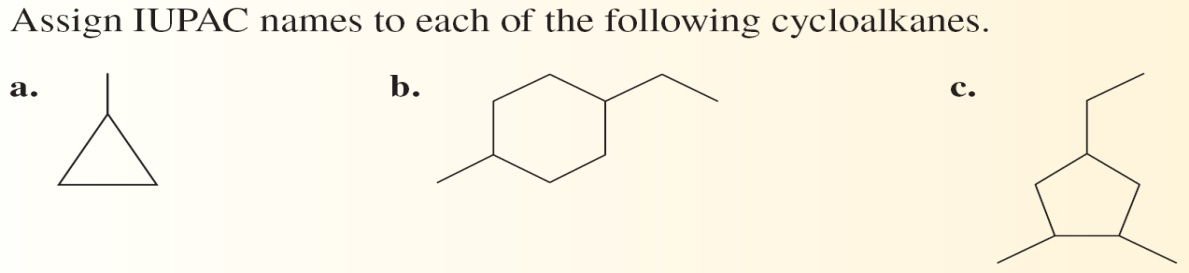 Assign IUPAC names to each of the following cycloalkanes.
a. b. c.